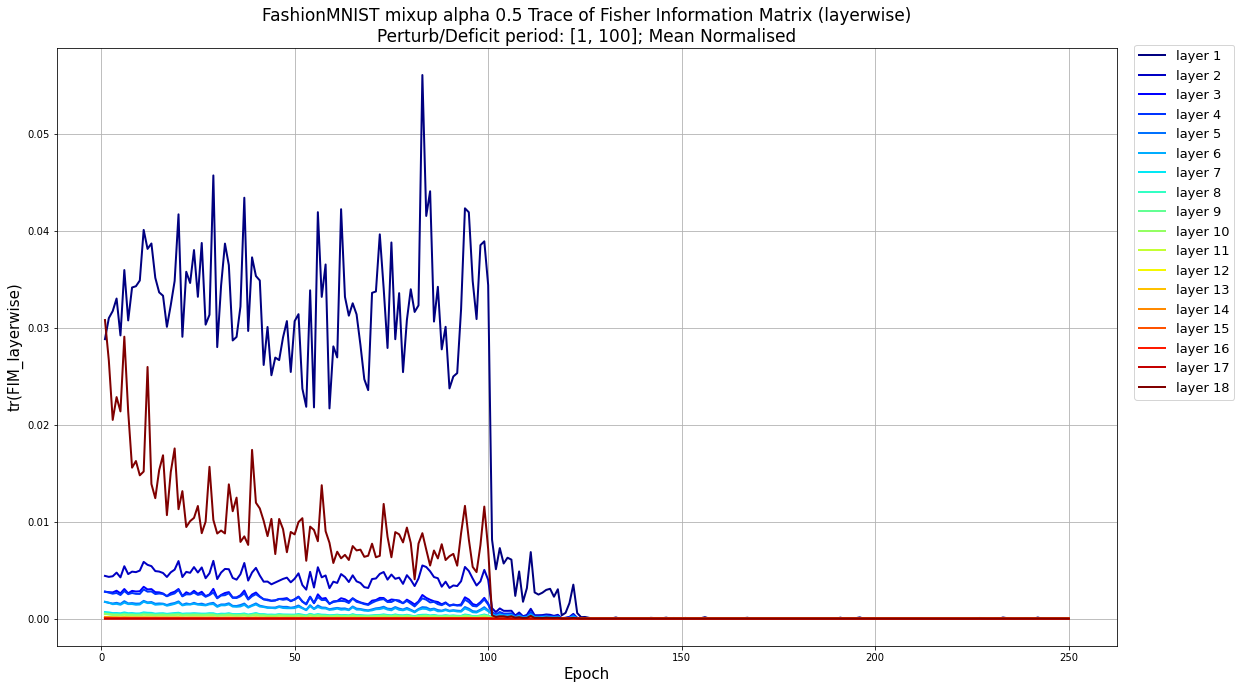 FashionMNIST mixup alpha 0.5 Trace of Fisher Information Matrix (layerwise)
Perturb/Deficit period: [1, 100]; Mean Normalised
tr(FIM_layerwise)
0.05
0.04
0.03
0.02
0.01
0.00
0
50
100
150
200
250
Epoch
layer 1
layer 2
layer 3
layer 4
layer 5
layer 6
layer 7
layer 8
layer 9
layer 10
layer 11
layer 12
layer 13
layer 14
layer 15
layer 16
layer 17
layer 18